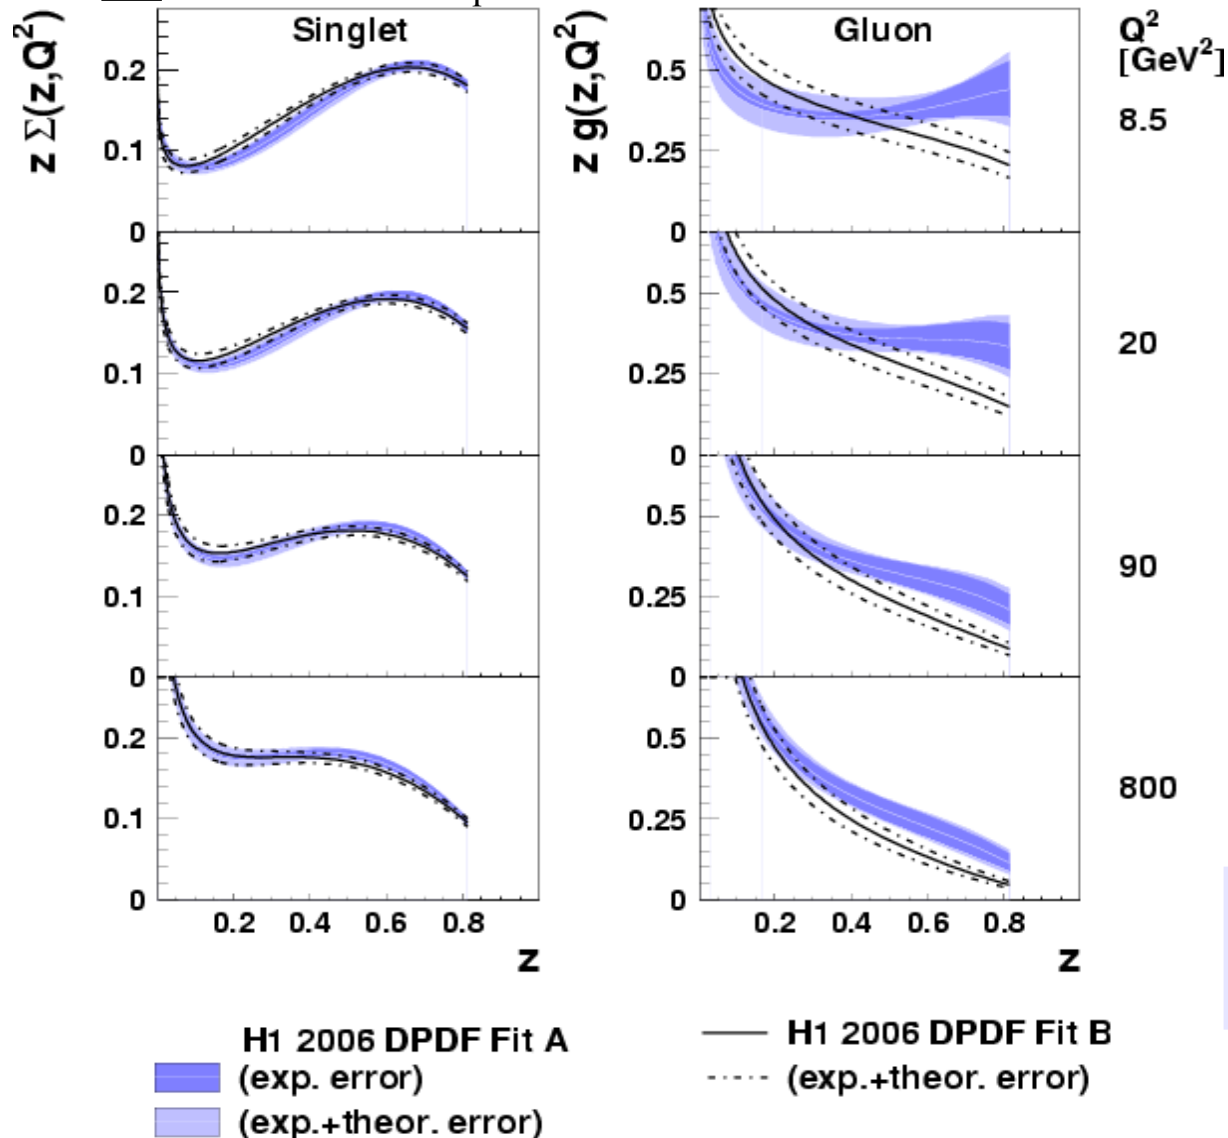 Singlet
Gluon
Q²
[GeV²]
z Σ(z,Q²)
z g(z,Q²)
0.2
0.1
0
0.5
0.25
0
8.5
0.2
0.1
0
0.5
0.25
0
20
0.2
0.1
0
0.5
0.25
0
90
0.2
0.1
0
0.5
0.25
0
800
0.2 0.4 0.6 0.8
0.2 0.4 0.6 0.8
z
z
H1 2006 DPDF Fit A
(exp. error)
(exp.+theor. error)
H1 2006 DPDF Fit B
(exp.+theor. error)